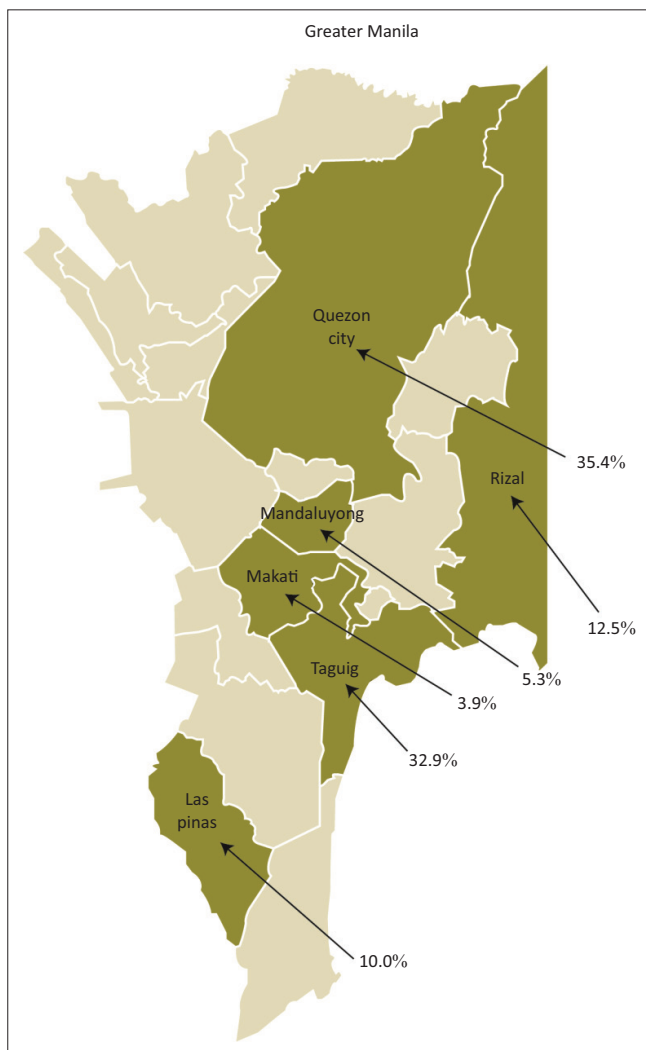 Greater Manila
Quezon
city
35.4%
Rizal
Mandaluyong
Makati
12.5%
Taguig
5.3%
3.9%
32.9%
Las
pinas
10.0%